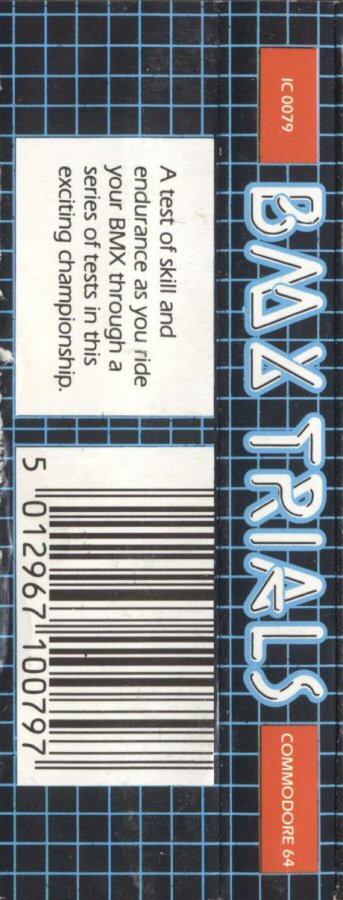 IC 0079
BMX TRIALS
COMMODORE 64
A test of skill and
endurance as you ride
your BMX through a
series of tests in this
exciting championship.
5 012967 100797